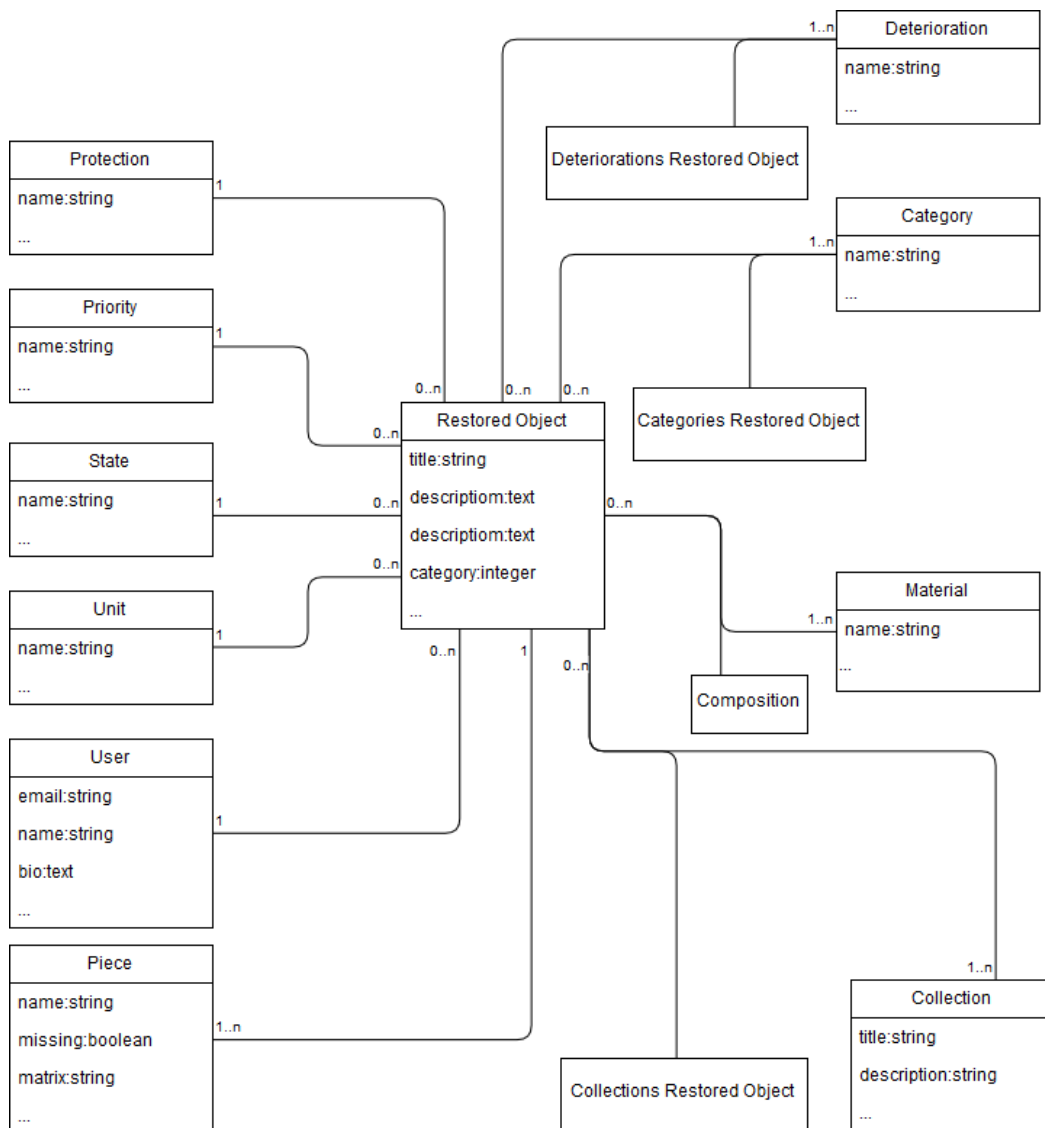 1..n
Deterioration
name:string
...
Deteriorations Restored Object
Protection
name:string
...
1
Category
name:string
...
1..n
Priority
name:string
...
1
0..n
0..n
0..n
Categories Restored Object
0..n
Restored Object
title:string
descriptiom:text
descriptiom:text
category:integer
...
State
name:string
...
1
0..n
0..n
0..n
Unit
name:string
...
1
Material
name:string
...
1..n
0..n
1
0..n
Composition
User
email:string
name:string
bio:text
...
1
Piece
name:string
missing:boolean
matrix:string
...
1..n
1..n
Collection
title:string
description:string
...
Collections Restored Object